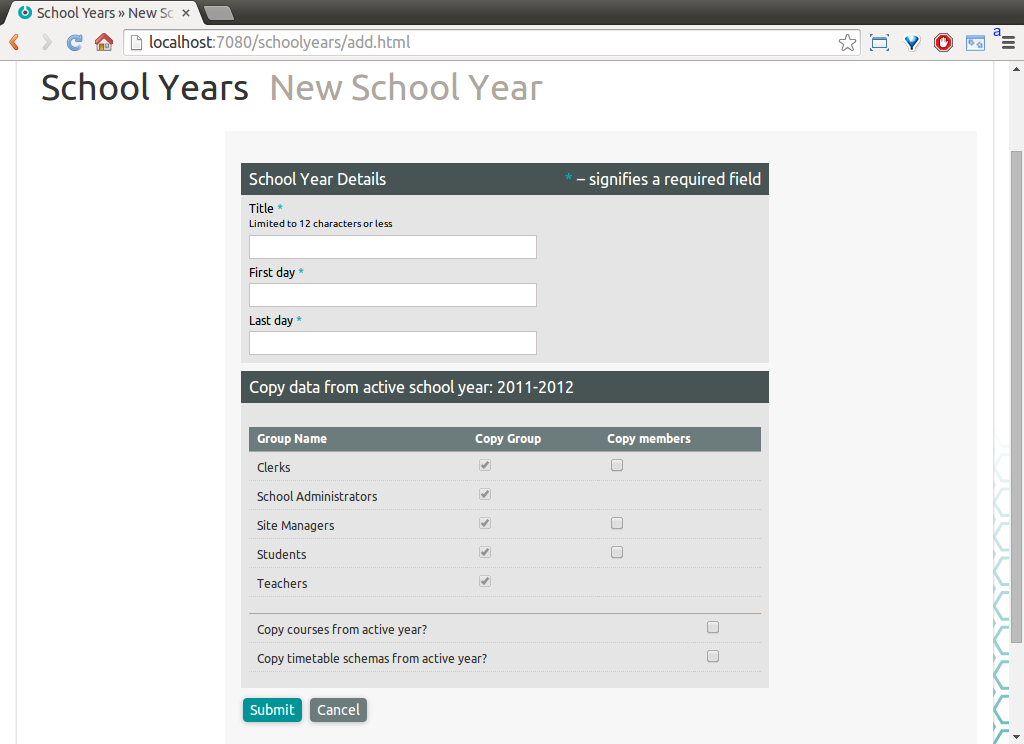 School Years » New Sc
localhost:7080/schoolyears/add.html
a
School Years New School Year
School Year Details * – signifies a required field
Title *
Limited to 12 characters or less
First day *
Last day *
Copy data from active school year: 2011-2012
Group Name Copy Group Copy members
Clerks
School Administrators
Site Managers
Students
Teachers
Copy courses from active year?
Copy timetable schemas from active year?
Submit Cancel